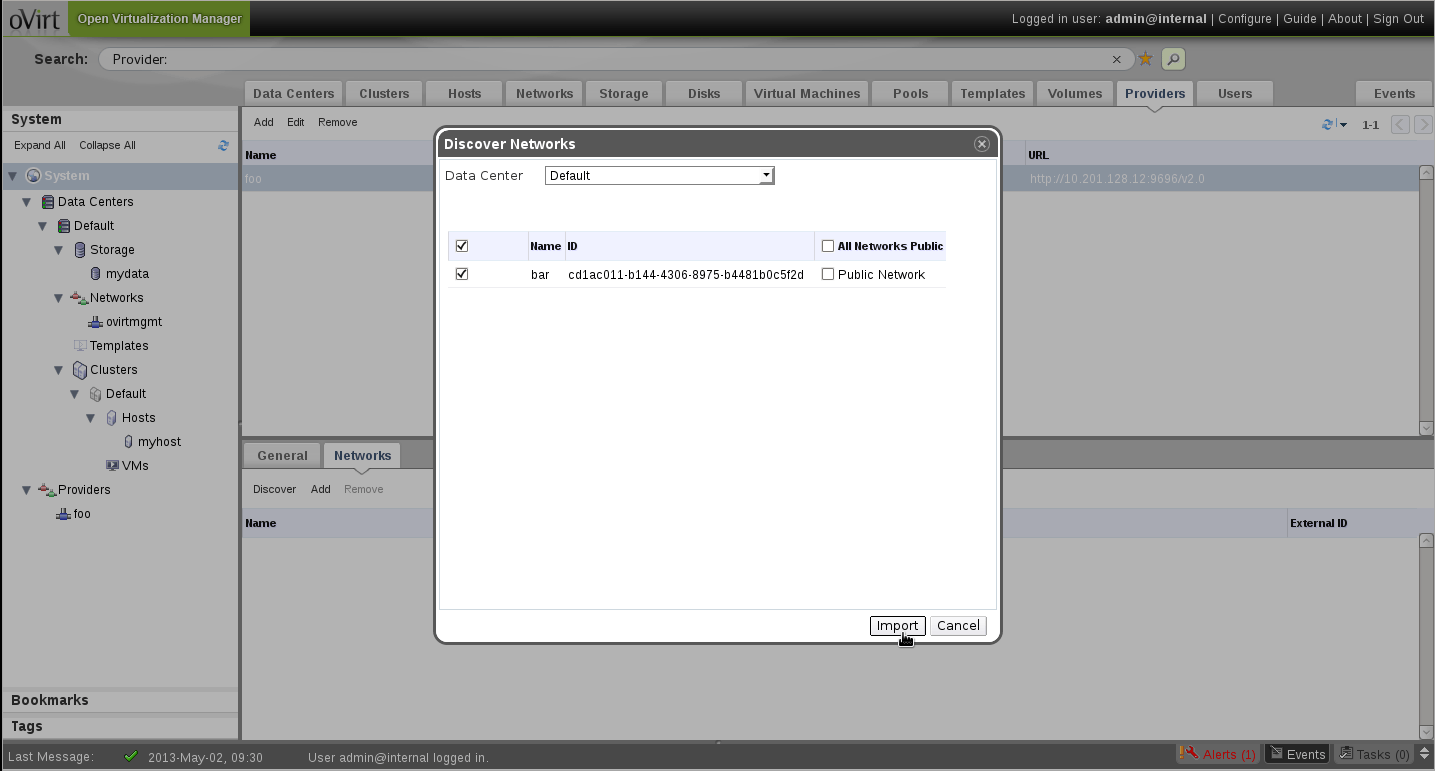 oVirt Open Virtualization Manager
Logged in user: admin@internal | Configure | Guide | About | Sign Out
Search: Provider:
Data Centers Clusters Hosts Networks Storage Disks Virtual Machines Pools Templates Volumes Providers Users Events
System
Expand All Collapse All
System
Data Centers
Default
Storage
mydata
Networks
ovirtmgmt
Templates
Clusters
Default
Hosts
myhost
VMs
Providers
foo
Bookmarks
Tags
Add Edit Remove
1-1
Name URL
foo http://10.201.128.12:9696/v2.0
Discover Networks
Data Center Default
Name ID All Networks Public
bar cd1ac011-b144-4306-8975-b4481b0c5f2d Public Network
Import Cancel
General Networks
Discover Add Remove
Name External ID
Last Message: 2013-May-02, 09:30 User admin@internal logged in.
Alerts (1) Events Tasks (0)